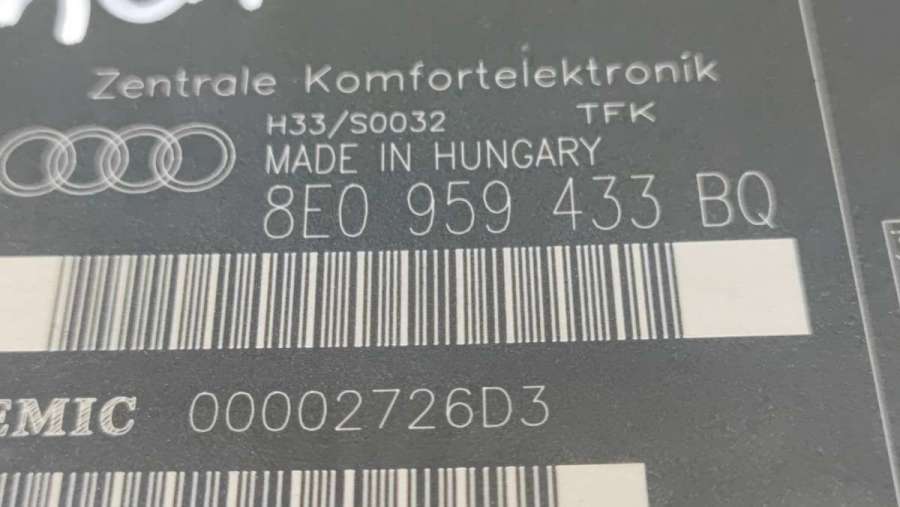 Zentrale Komfortelektronik
H33/S0032 TFK
MADE IN HUNGARY
8E0 959 433 BQ
EMIC 00002726D3